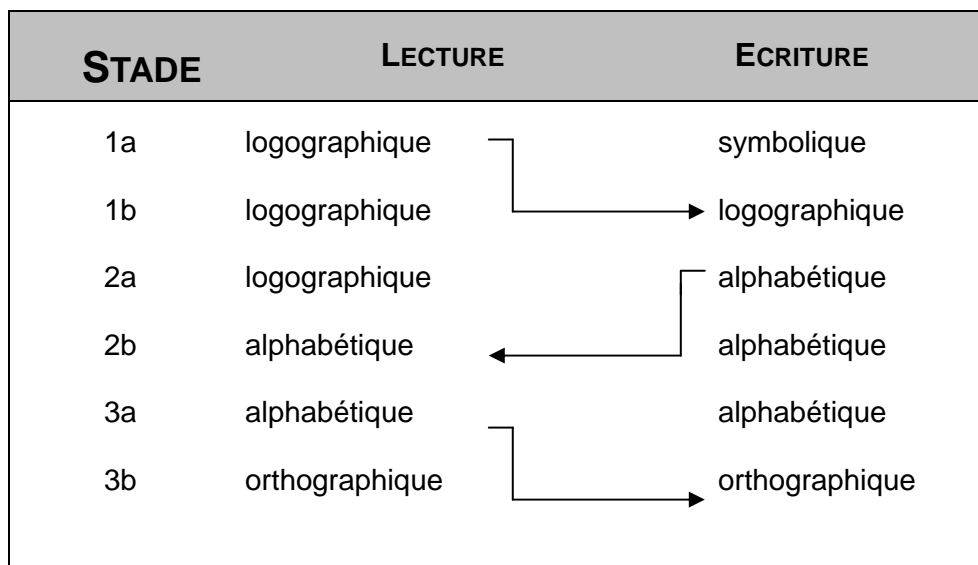 STADE LECTURE ECRITURE
1a logographique symbolique
1b logographique logographique
2a logographique alphabétique
2b alphabétique alphabétique
3a alphabétique alphabétique
3b orthographique orthographique